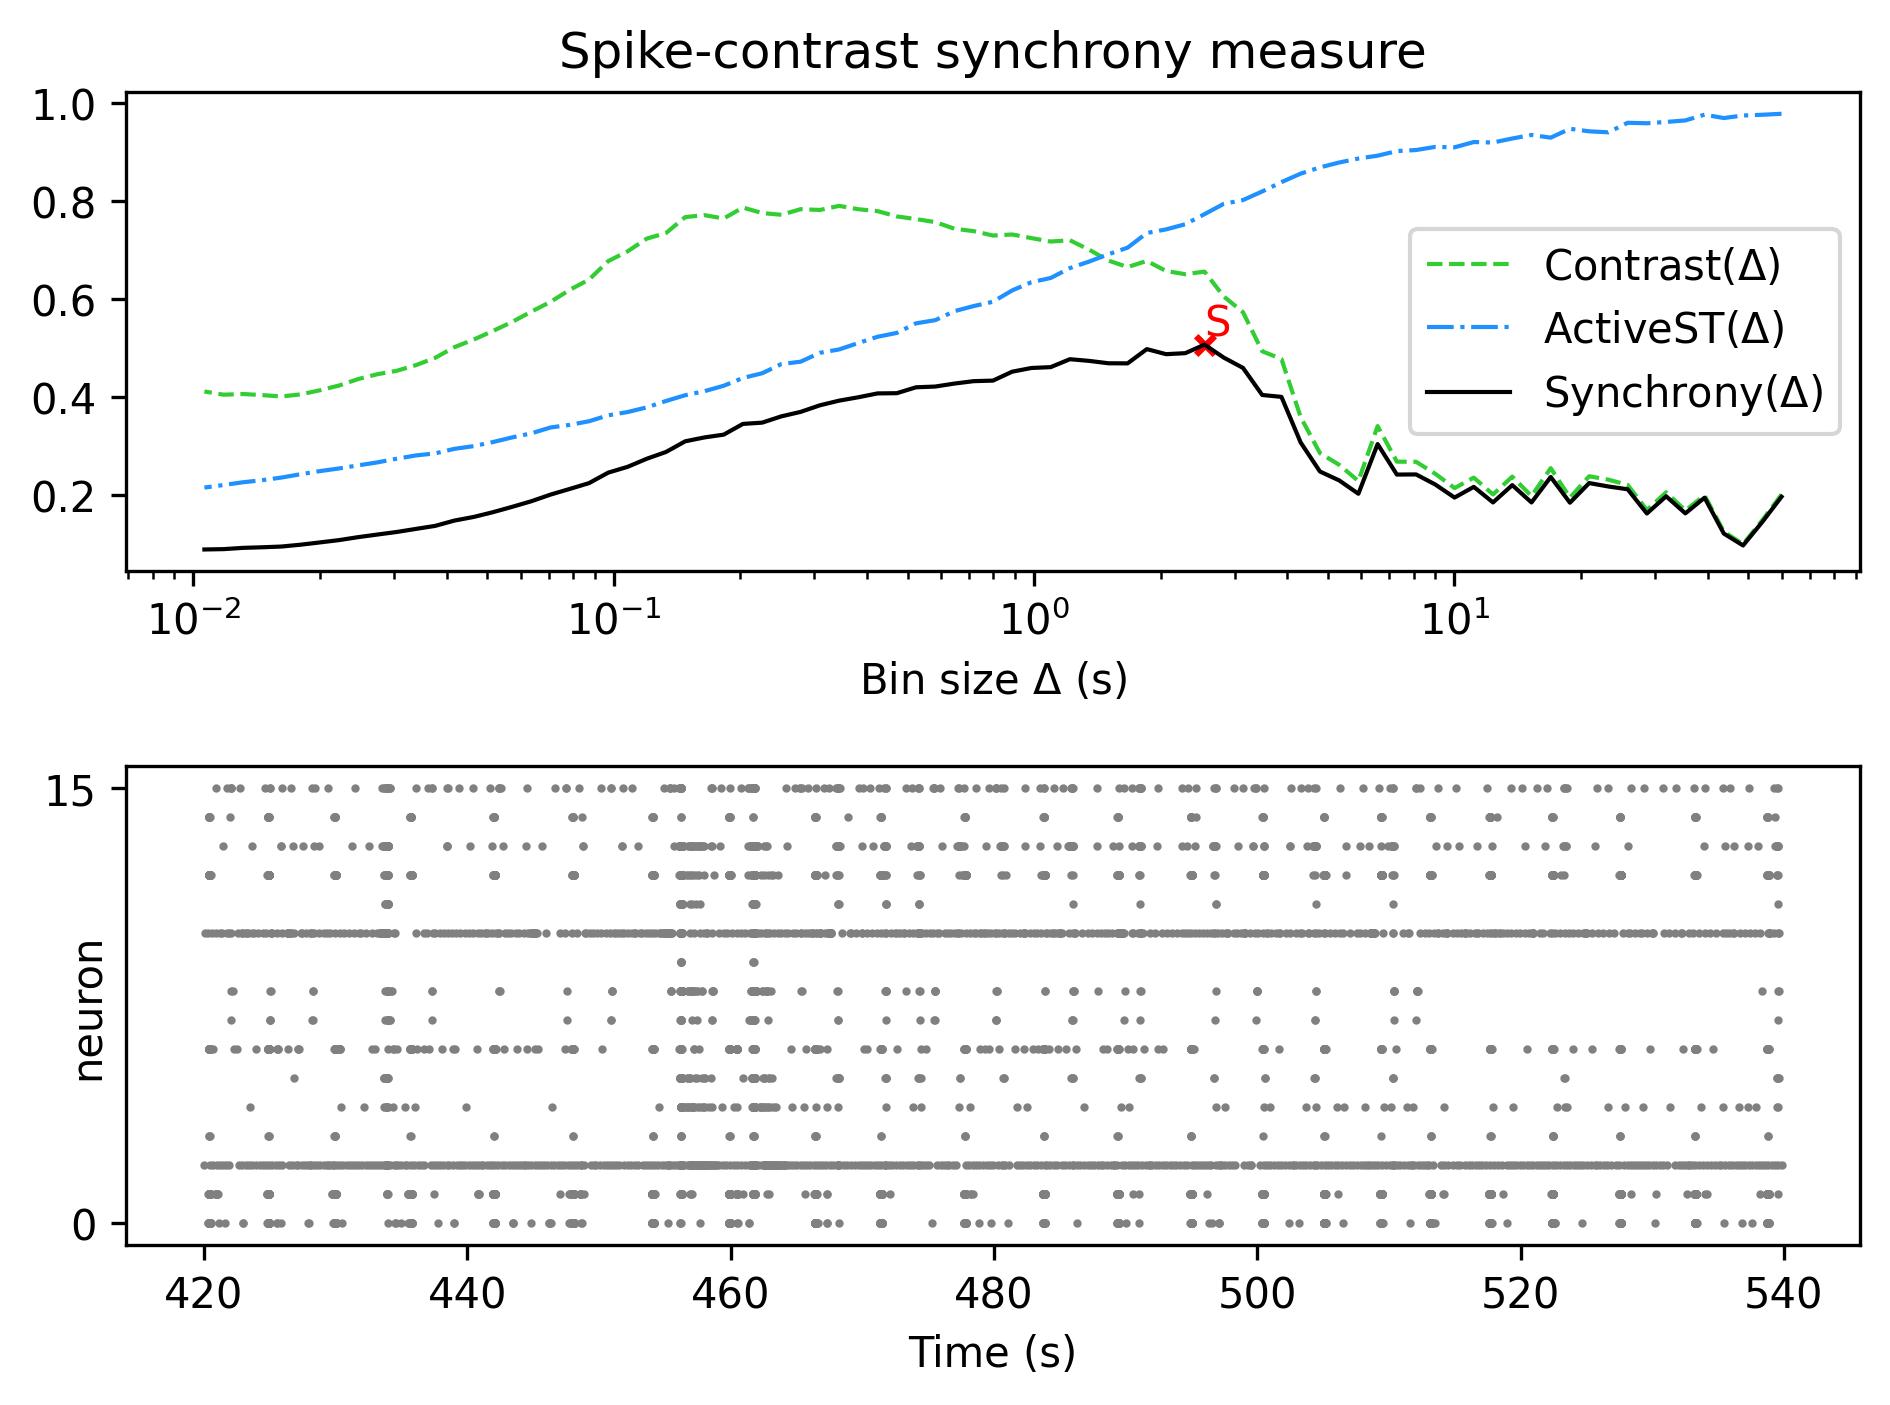 Spike-contrast synchrony measure
1.0
0.8
0.6
0.4
0.2
S
Contrast(Δ)
ActiveST(Δ)
Synchrony(Δ)
10⁻² 10⁻¹ 10⁰ 10¹
Bin size Δ (s)
15
neuron
0
420 440 460 480 500 520 540
Time (s)